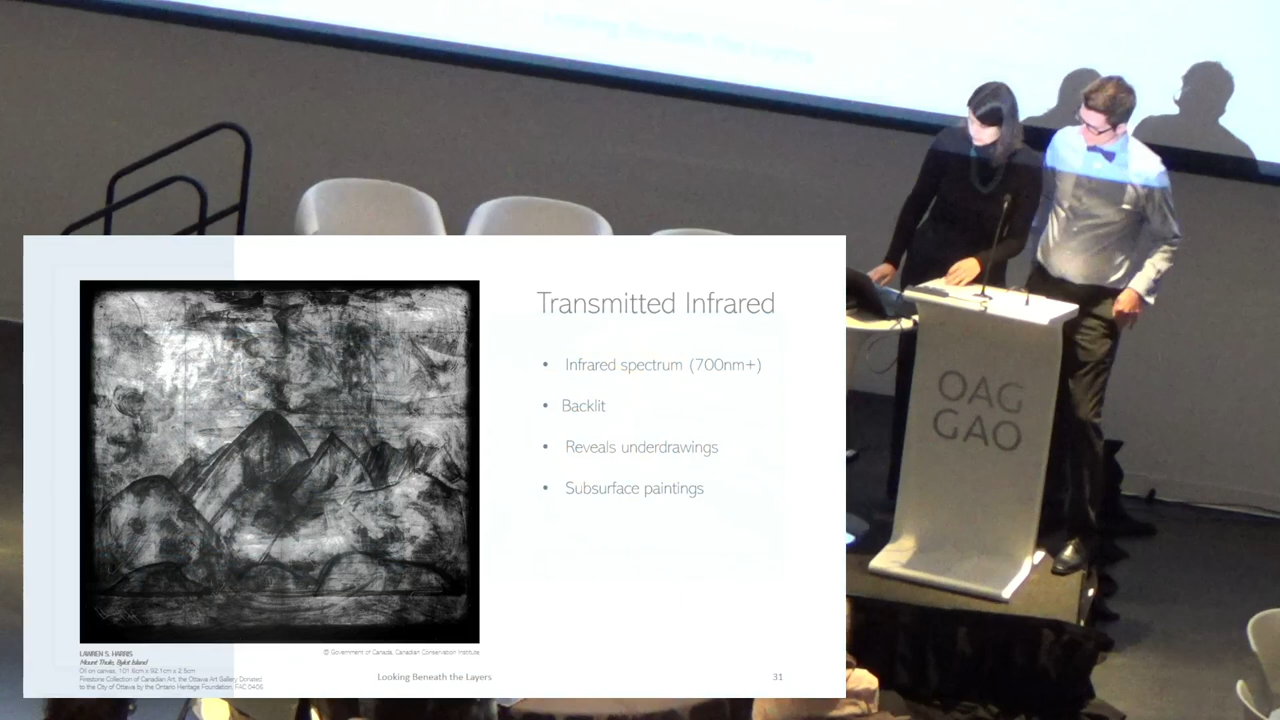 OAG
GAO
Transmitted Infrared
• Infrared spectrum (700nm+)
• Backlit
• Reveals underdrawings
• Subsurface paintings
LAWREN S. HARRIS
Mount Thule, Bylot Island
Oil on canvas, 101.6cm x 92.1cm x 2.5cm
Firestone Collection of Canadian Art, the Ottawa Art Gallery: Donated
to the City of Ottawa by the Ontario Heritage Foundation. FAC 0406
© Government of Canada, Canadian Conservation Institute
Looking Beneath the Layers
31